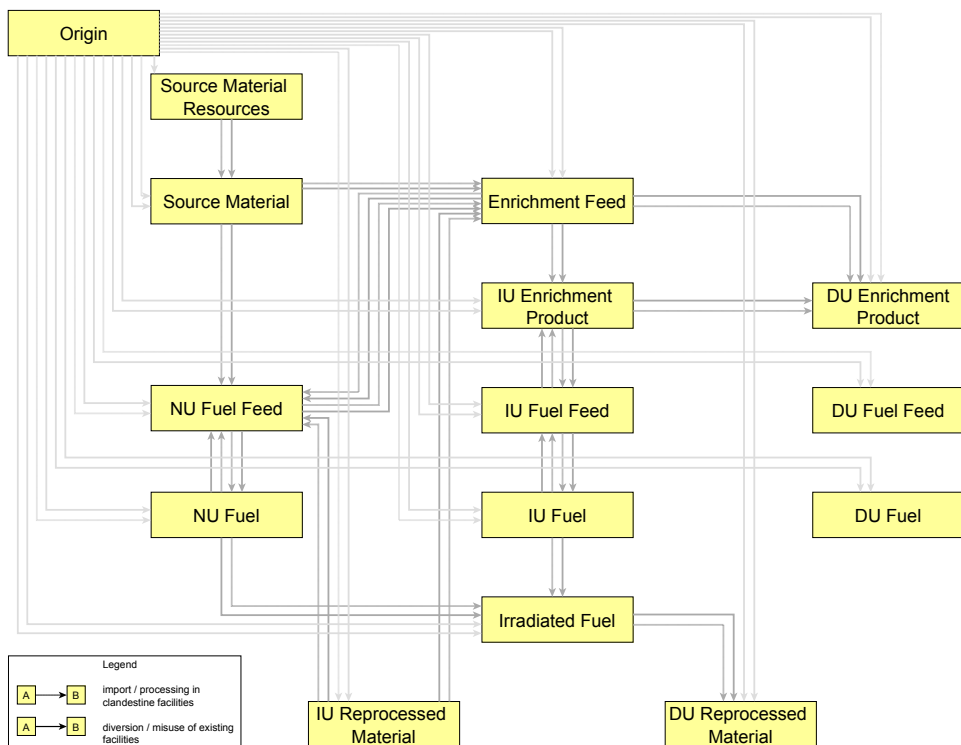 Origin
Source Material
Resources
Source Material
Enrichment Feed
IU Enrichment
Product
DU Enrichment
Product
NU Fuel Feed
IU Fuel Feed
DU Fuel Feed
NU Fuel
IU Fuel
DU Fuel
Irradiated Fuel
IU Reprocessed
Material
DU Reprocessed
Material
Legend
A B import / processing in
clandestine facilities
A B diversion / misuse of existing
facilities